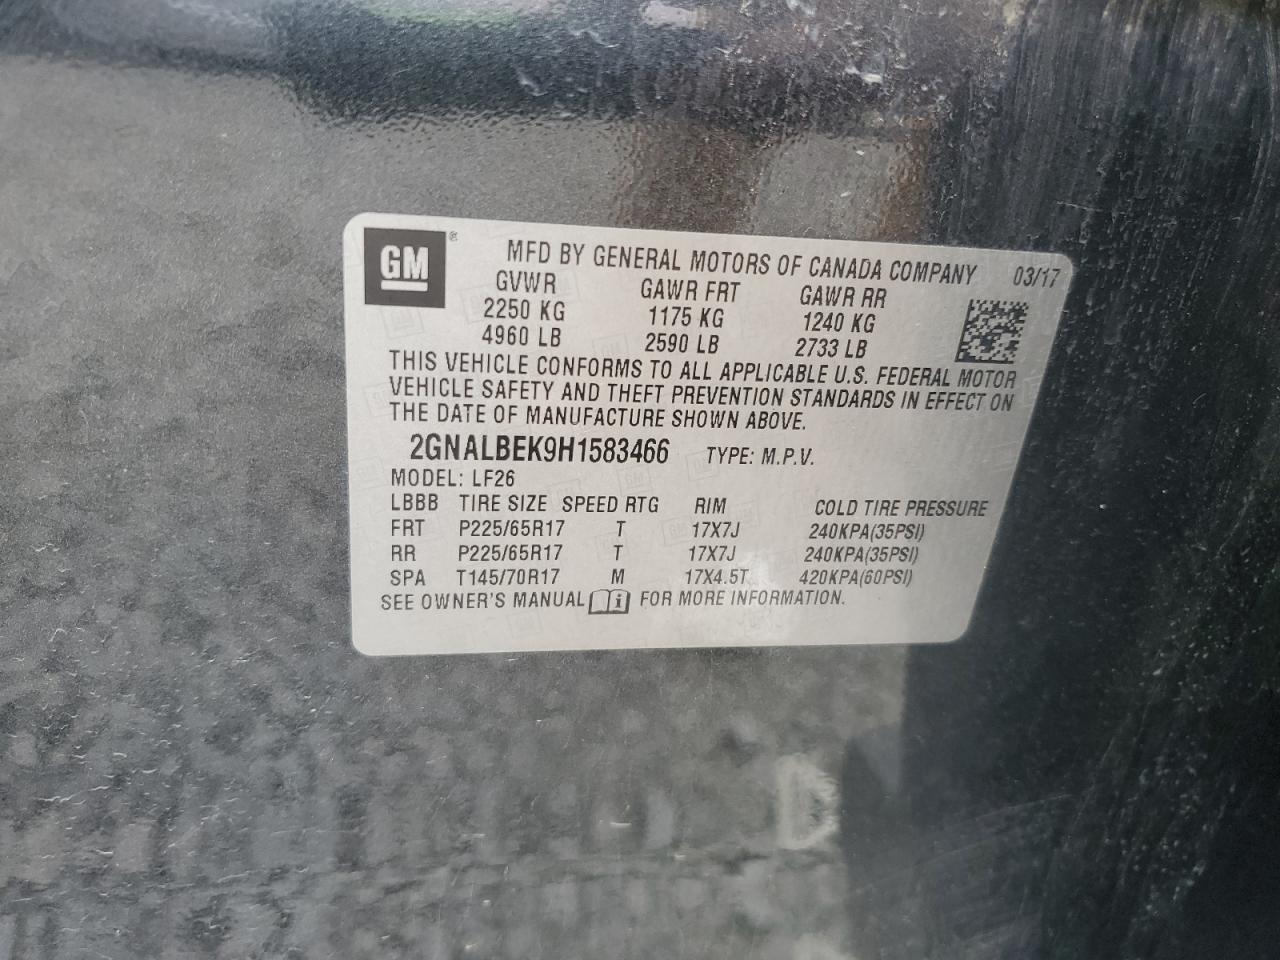 GM ® MFD BY GENERAL MOTORS OF CANADA COMPANY 03/17
GVWR GAWR FRT GAWR RR
2250 KG 1175 KG 1240 KG
4960 LB 2590 LB 2733 LB
THIS VEHICLE CONFORMS TO ALL APPLICABLE U.S. FEDERAL MOTOR
VEHICLE SAFETY AND THEFT PREVENTION STANDARDS IN EFFECT ON
THE DATE OF MANUFACTURE SHOWN ABOVE.
2GNALBEK9H1583466 TYPE: M.P.V.
MODEL: LF26
LBBB TIRE SIZE SPEED RTG RIM COLD TIRE PRESSURE
FRT P225/65R17 T 17X7J 240KPA(35PSI)
RR P225/65R17 T 17X7J 240KPA(35PSI)
SPA T145/70R17 M 17X4.5T 420KPA(60PSI)
SEE OWNER'S MANUAL i FOR MORE INFORMATION.